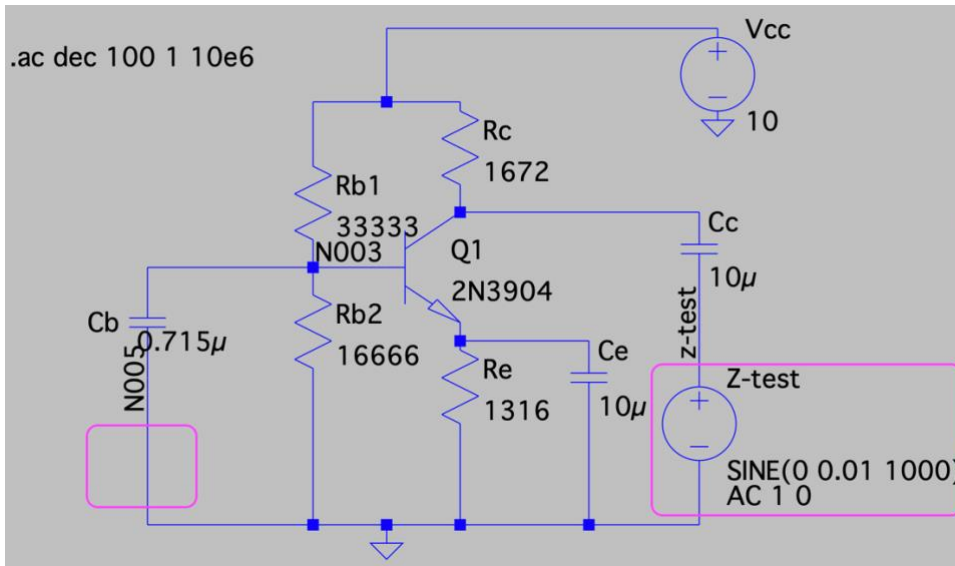 .ac dec 100 1 10e6
Vcc
10
Rc
1672
Rb1
33333
N003
Q1
2N3904
Cc
10µ
z-test
Cb
0.715µ
N005
Rb2
16666
Re
1316
Ce
10µ
Z-test
SINE(0 0.01 1000)
AC 1 0